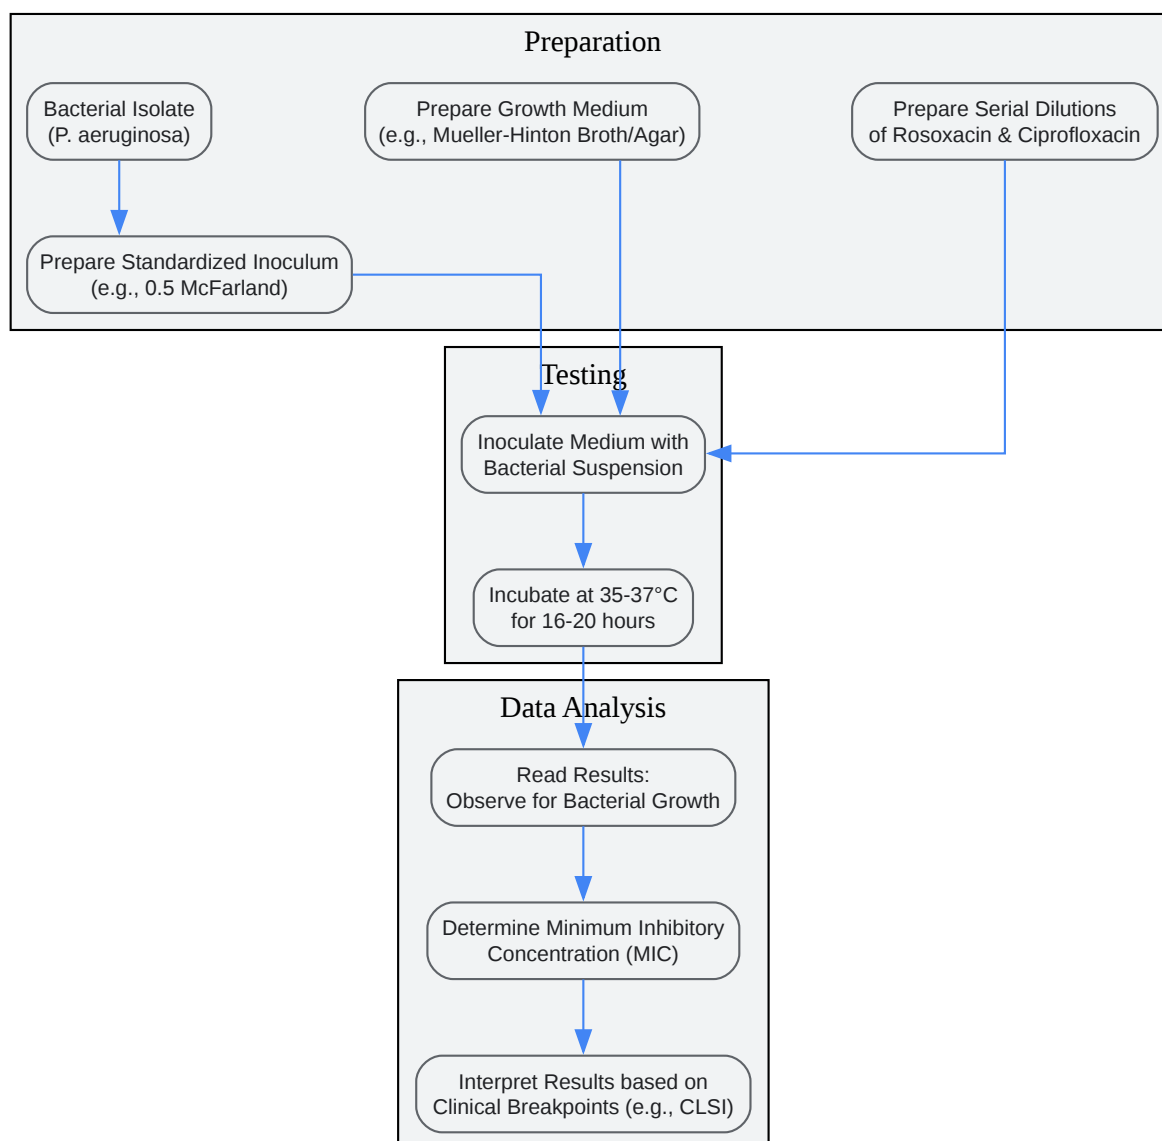 Preparation
Bacterial Isolate
(P. aeruginosa)
Prepare Growth Medium
(e.g., Mueller-Hinton Broth/Agar)
Prepare Serial Dilutions
of Rosoxacin & Ciprofloxacin
Prepare Standardized Inoculum
(e.g., 0.5 McFarland)
Testing
Inoculate Medium with
Bacterial Suspension
Incubate at 35-37°C
for 16-20 hours
Data Analysis
Read Results:
Observe for Bacterial Growth
Determine Minimum Inhibitory
Concentration (MIC)
Interpret Results based on
Clinical Breakpoints (e.g., CLSI)